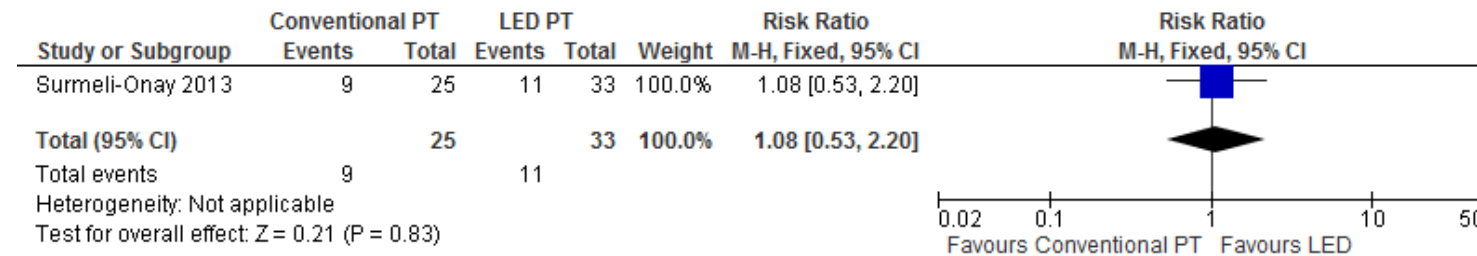 Conventional PT LED PT Risk Ratio Risk Ratio
Study or Subgroup Events Total Events Total Weight M-H, Fixed, 95% CI M-H, Fixed, 95% CI
Surmeli-Onay 2013 9 25 11 33 100.0% 1.08 [0.53, 2.20]
Total (95% CI) 25 33 100.0% 1.08 [0.53, 2.20]
Total events 9 11
Heterogeneity: Not applicable
Test for overall effect: Z = 0.21 (P = 0.83)
0.02 0.1 1 10 50
Favours Conventional PT Favours LED